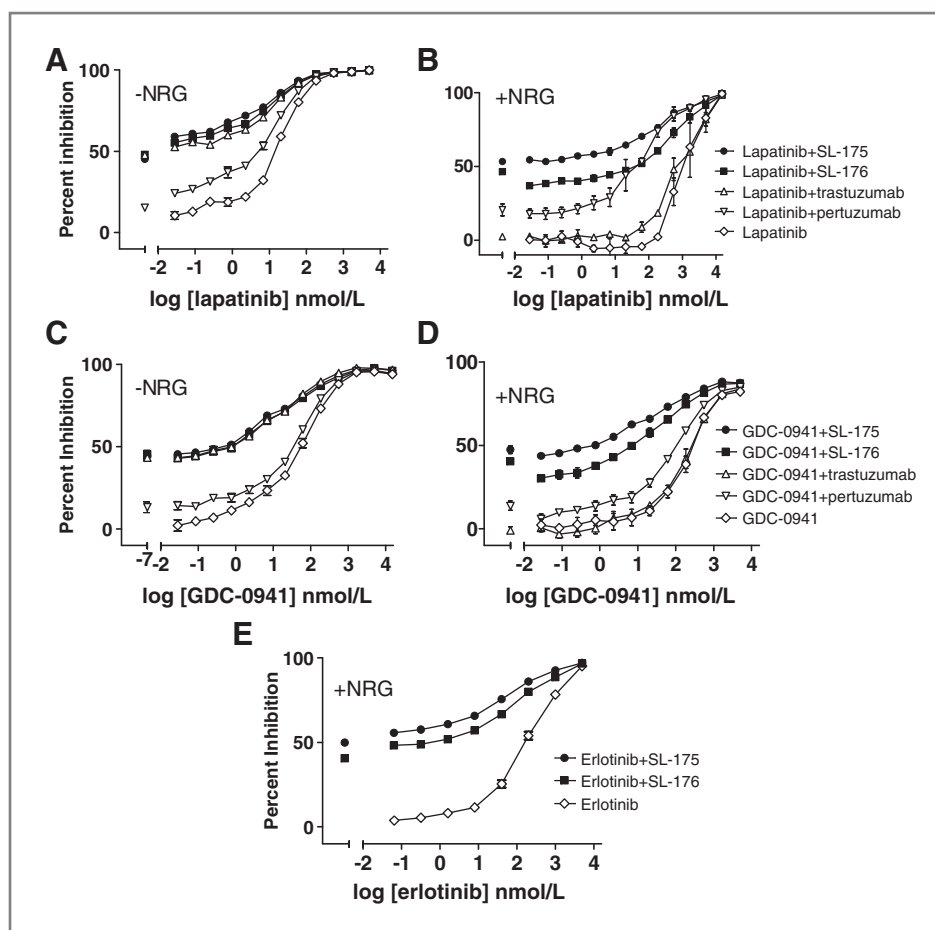 A
-NRG
100
50
0
Percent inhibition
-2 -1 0 1 2 3 4
log [lapatinib] nmol/L
B
+NRG
100
50
0
-2 -1 0 1 2 3 4
log [lapatinib] nmol/L
Lapatinib+SL-175
Lapatinib+SL-176
Lapatinib+trastuzumab
Lapatinib+pertuzumab
Lapatinib
C
-NRG
100
50
0
Percent Inhibition
-7 -2 -1 0 1 2 3 4
log [GDC-0941] nmol/L
D
+NRG
100
50
0
-2 -1 0 1 2 3 4
log [GDC-0941] nmol/L
GDC-0941+SL-175
GDC-0941+SL-176
GDC-0941+trastuzumab
GDC-0941+pertuzumab
GDC-0941
E
+NRG
100
50
0
Percent Inhibition
-2 -1 0 1 2 3 4
log [erlotinib] nmol/L
Erlotinib+SL-175
Erlotinib+SL-176
Erlotinib